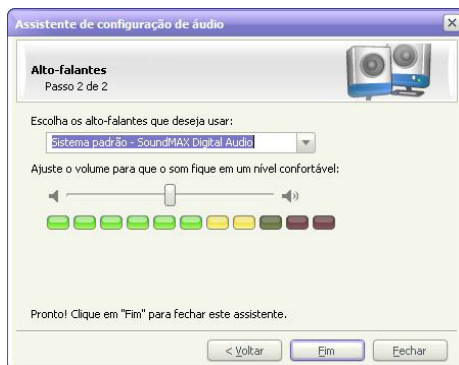 Assistente de configuração de áudio
Alto-falantes
Passo 2 de 2
Escolha os alto-falantes que deseja usar:
Sistema padrão - SoundMAX Digital Audio
Ajuste o volume para que o som fique em um nível confortável:
Pronto! Clique em "Fim" para fechar este assistente.
< Voltar Fim Fechar